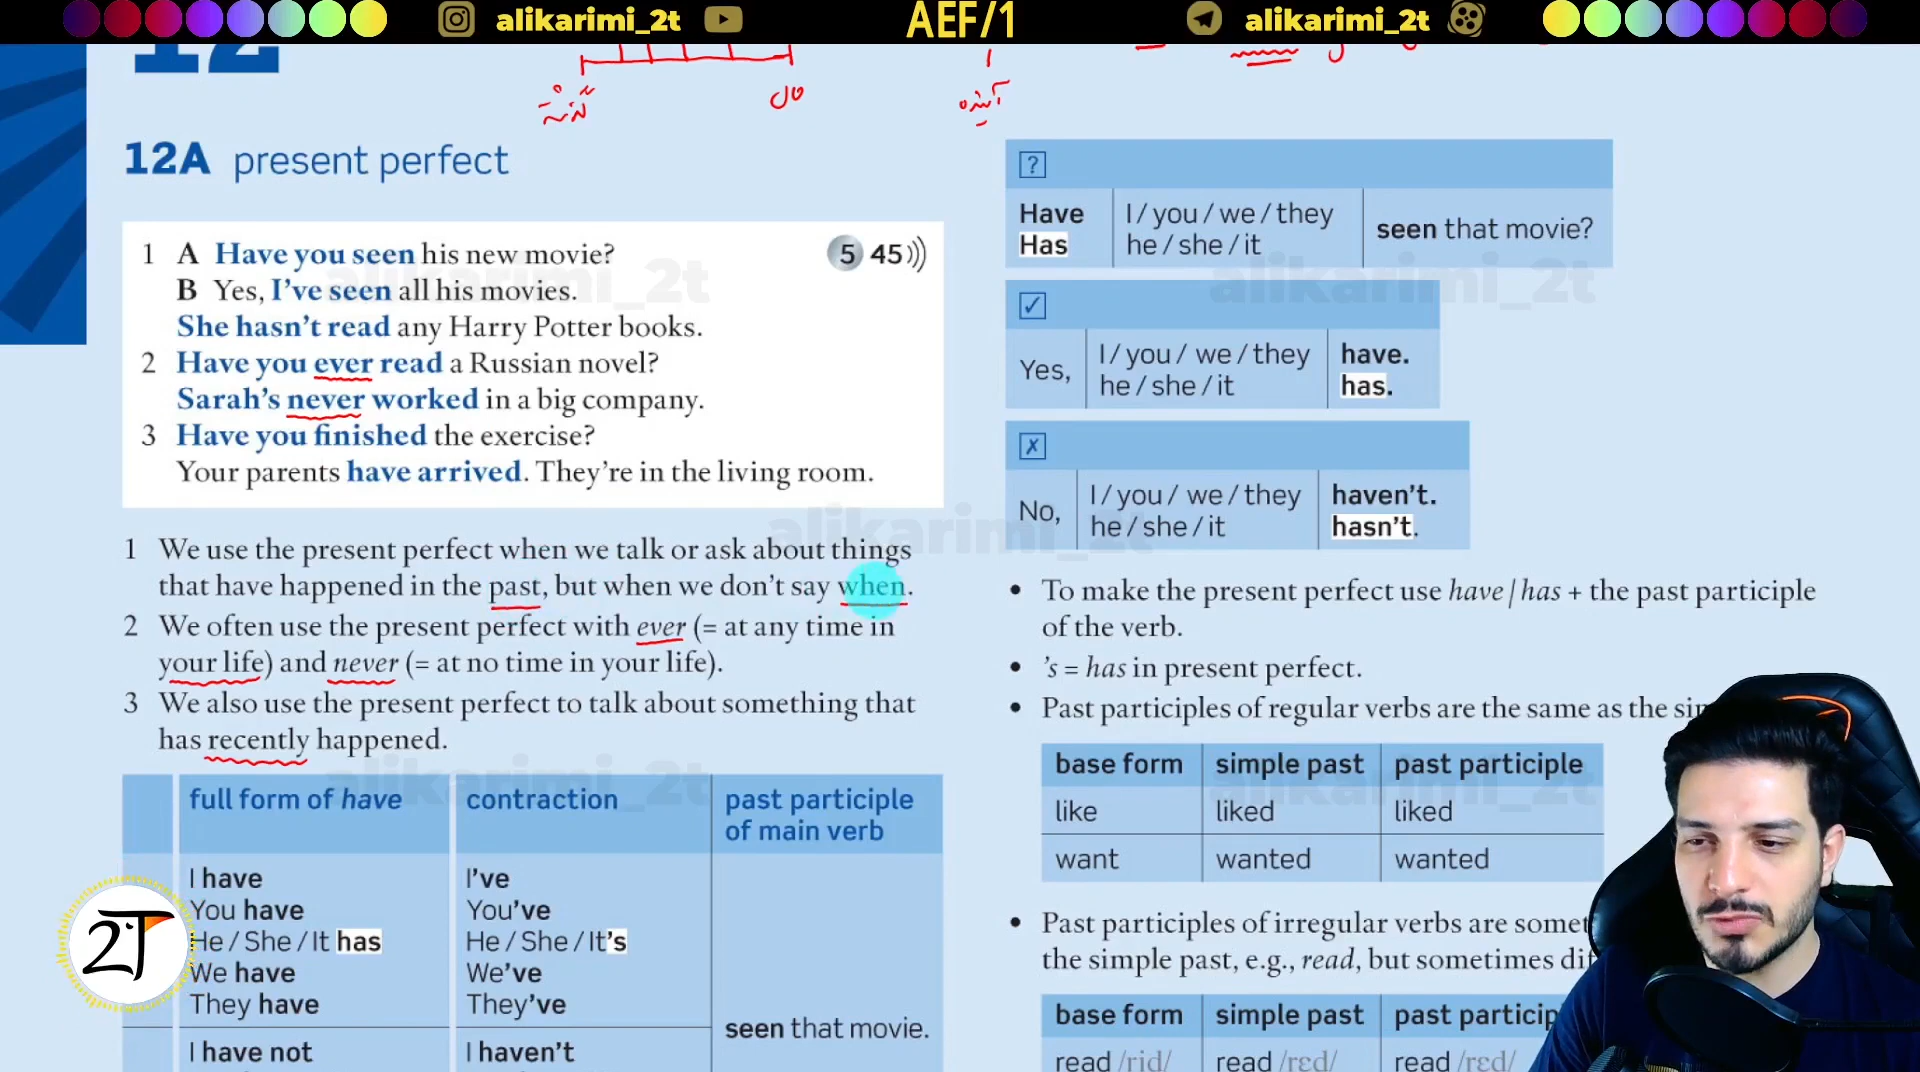 alikarimi_2t
AEF/1
alikarimi_2t
12
گذشته
حال
آینده
12A present perfect
1 A Have you seen his new movie?
B Yes, I've seen all his movies.
She hasn't read any Harry Potter books.
2 Have you ever read a Russian novel?
Sarah's never worked in a big company.
3 Have you finished the exercise?
Your parents have arrived. They're in the living room.
5 45
1 We use the present perfect when we talk or ask about things
that have happened in the past, but when we don't say when.
2 We often use the present perfect with ever (= at any time in
your life) and never (= at no time in your life).
3 We also use the present perfect to talk about something that
has recently happened.
full form of have contraction past participle
of main verb
I have I've
You have You've
He / She / It has He / She / It's
We have We've
They have They've
seen that movie.
I have not I haven't
2T
?
Have I / you / we / they seen that movie?
Has he / she / it
✓
Yes, I / you / we / they have.
he / she / it has.
✗
No, I / you / we / they haven't.
he / she / it hasn't.
• To make the present perfect use have / has + the past participle
of the verb.
• 's = has in present perfect.
• Past participles of regular verbs are the same as the
base form simple past past participle
like liked liked
want wanted wanted
• Past participles of irregular verbs are
the simple past, e.g., read, but sometimes
base form simple past past
read /rid/ read /rɛd/ read /rɛd/
alikarimi_2t
alikarimi_2t
alikarimi_2t
alikarimi_2t
alikarimi_2t